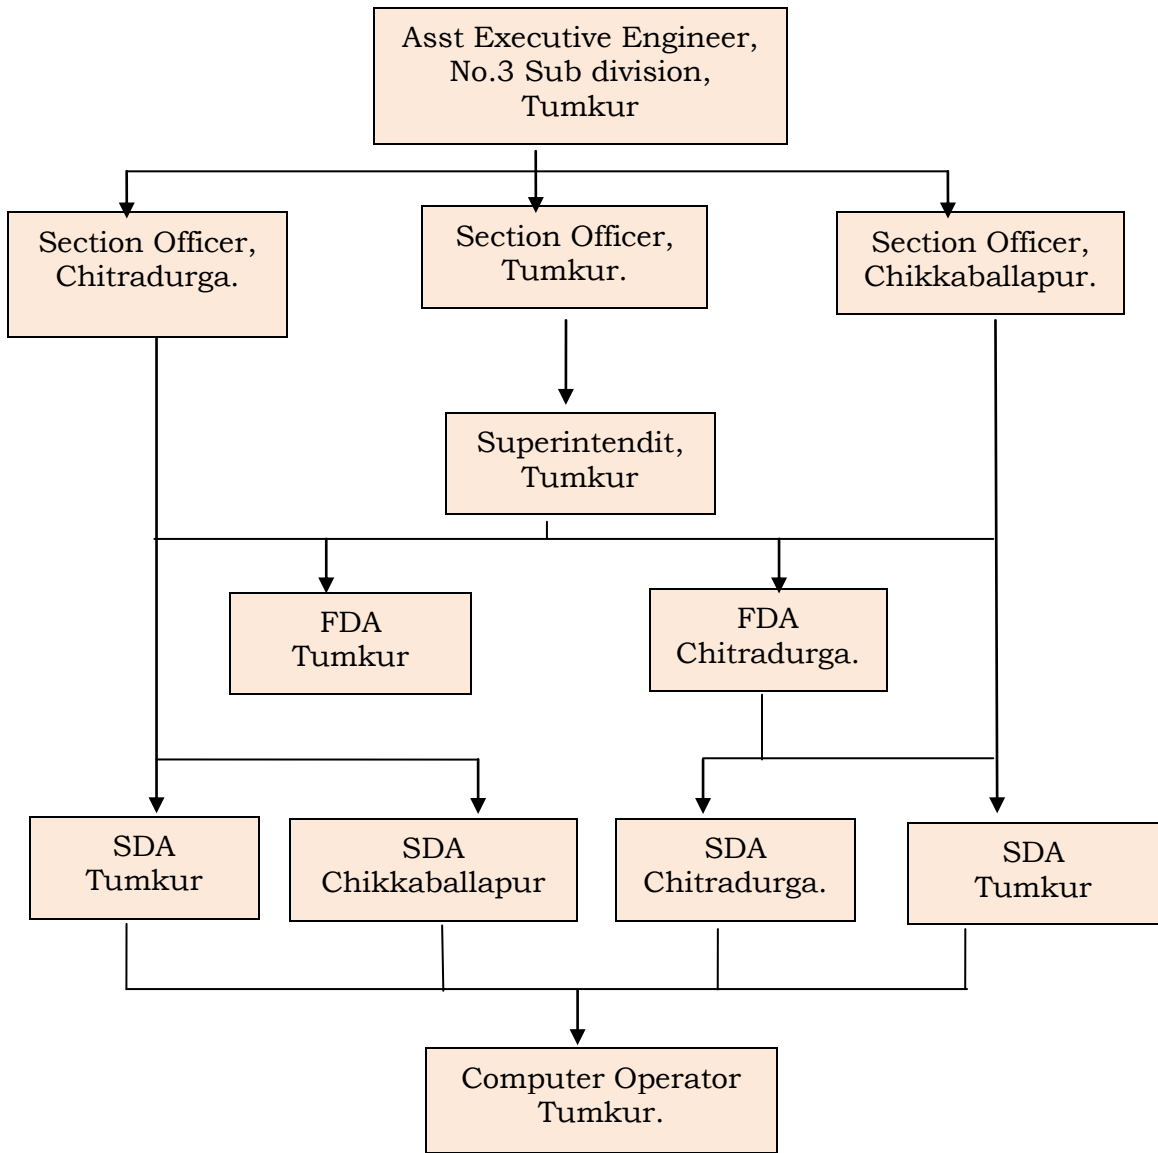 Asst Executive Engineer,
No.3 Sub division,
Tumkur
Section Officer,
Chitradurga.
Section Officer,
Tumkur.
Section Officer,
Chikkaballapur.
Superintendit,
Tumkur
FDA
Tumkur
FDA
Chitradurga.
SDA
Tumkur
SDA
Chikkaballapur
SDA
Chitradurga.
SDA
Tumkur
Computer Operator
Tumkur.